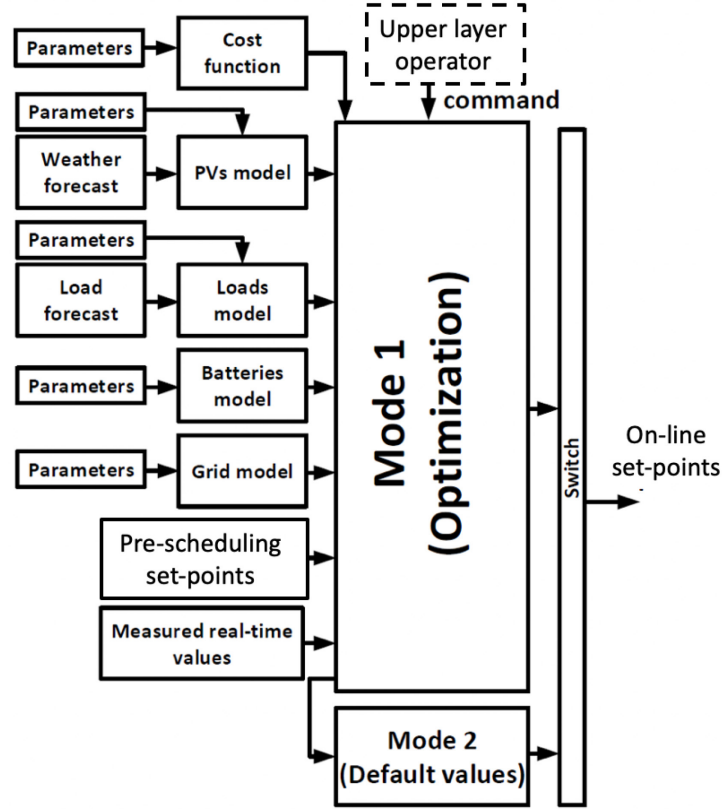 Parameters
Cost
function
Upper layer
operator
command
Parameters
Weather
forecast
PVs model
Parameters
Load
forecast
Loads
model
Parameters
Batteries
model
Parameters
Grid model
Pre-scheduling
set-points
Measured real-time
values
Mode 1
(Optimization)
Mode 2
(Default values)
Switch
On-line
set-points